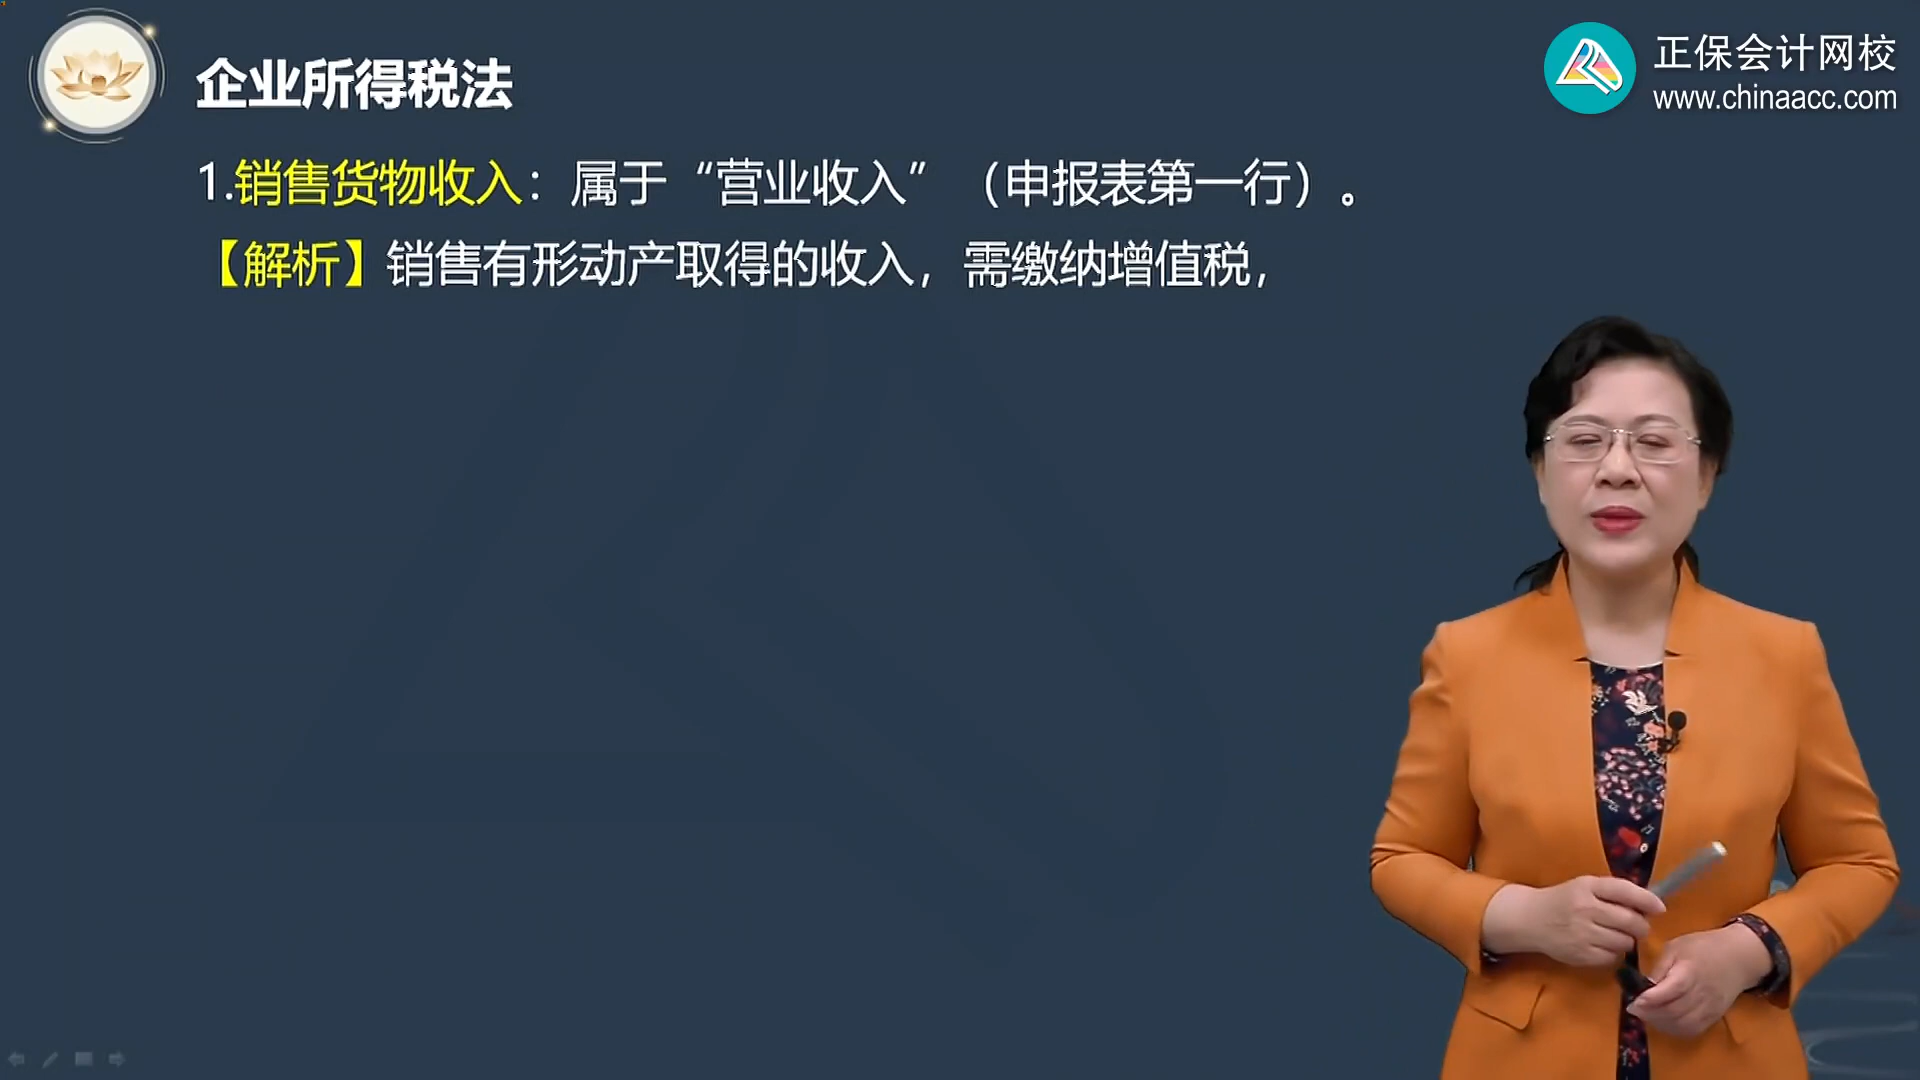 企业所得税法
正保会计网校
www.chinaacc.com
1.销售货物收入：属于“营业收入”（申报表第一行）。
【解析】销售有形动产取得的收入，需缴纳增值税，